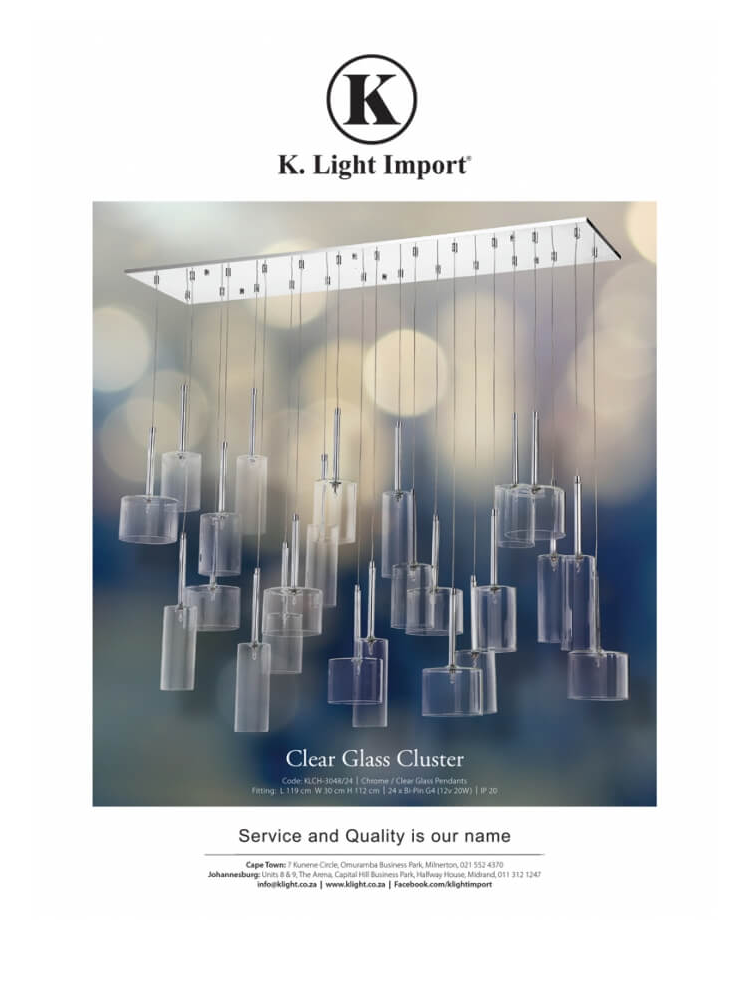 K
K. Light Import®
Clear Glass Cluster
Code: KLCH-3048/24 | Chrome / Clear Glass Pendants
Fitting: L 119 cm W 30 cm H 112 cm | 24 x Bi-Pin G4 (12v 20W) | IP 20
Service and Quality is our name
Cape Town: 7 Kunene Circle, Omuramba Business Park, Milnerton, 021 552 4370
Johannesburg: Units 8 & 9, The Arena, Capital Hill Business Park, Halfway House, Midrand, 011 312 1247
info@klight.co.za | www.klight.co.za | Facebook.com/klightimport